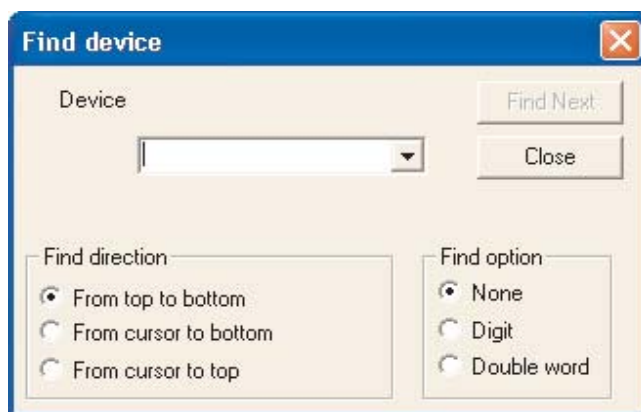 Find device
Device
Find Next
Close
Find direction
From top to bottom
From cursor to bottom
From cursor to top
Find option
None
Digit
Double word